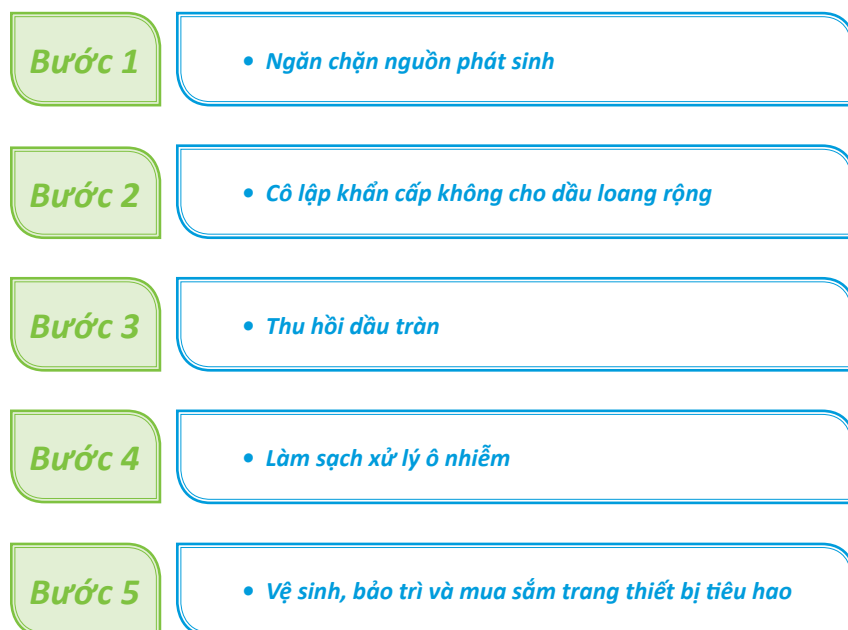 Bước 1
• Ngăn chặn nguồn phát sinh
Bước 2
• Cô lập khẩn cấp không cho dầu loang rộng
Bước 3
• Thu hồi dầu tràn
Bước 4
• Làm sạch xử lý ô nhiễm
Bước 5
• Vệ sinh, bảo trì và mua sắm trang thiết bị tiêu hao